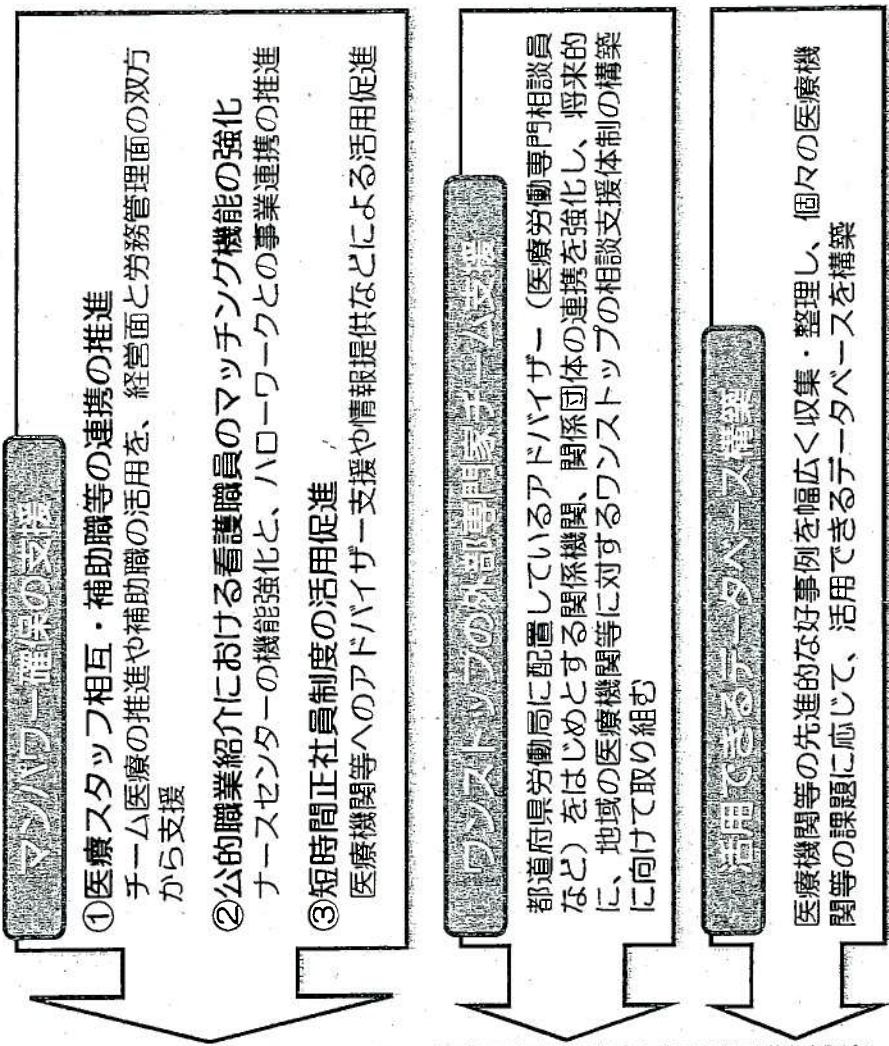 マンパワー確保の支援
①医療スタッフ相互・補助職等の連携の推進
チーム医療の推進や補助職の活用を、経営面と労務管理面の双方
から支援
②公的職業紹介における看護職員のマッチング機能の強化
ナースセンターの機能強化と、ハローワークとの事業連携の推進
③短時間正社員制度の活用促進
医療機関等へのアドバイザー支援や情報提供などによる活用促進
ワンストップの外部専門家チーム支援
都道府県労働局に配置しているアドバイザー（医療労働専門相談員
など）をはじめとする関係機関、関係団体の連携を強化し、将来的
に、地域の医療機関等に対するワンストップの相談支援体制の構築
に向けて取り組む
活用できるデータベース構築
医療機関等の先進的な好事例を幅広く収集・整理し、個々の医療機
関等の課題に応じて、活用できるデータベースを構築